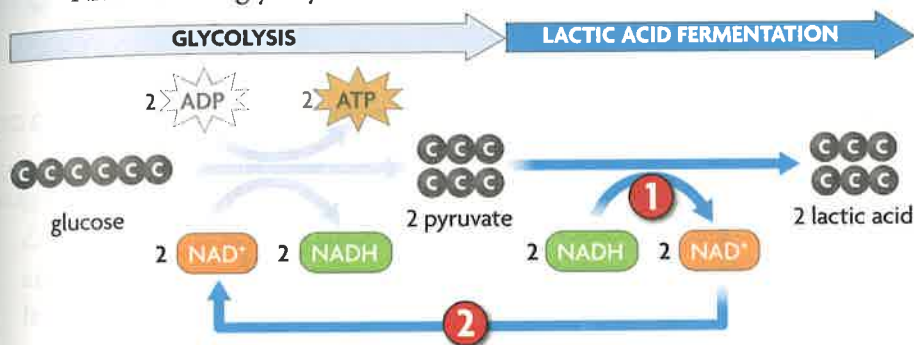 GLYCOLYSIS
LACTIC ACID FERMENTATION
2 ADP
2 ATP
C C C C C C
C C C
C C C
C C C
C C C
1
glucose
2 pyruvate
2 lactic acid
2 NAD⁺
2 NADH
2 NADH
2 NAD⁺
2